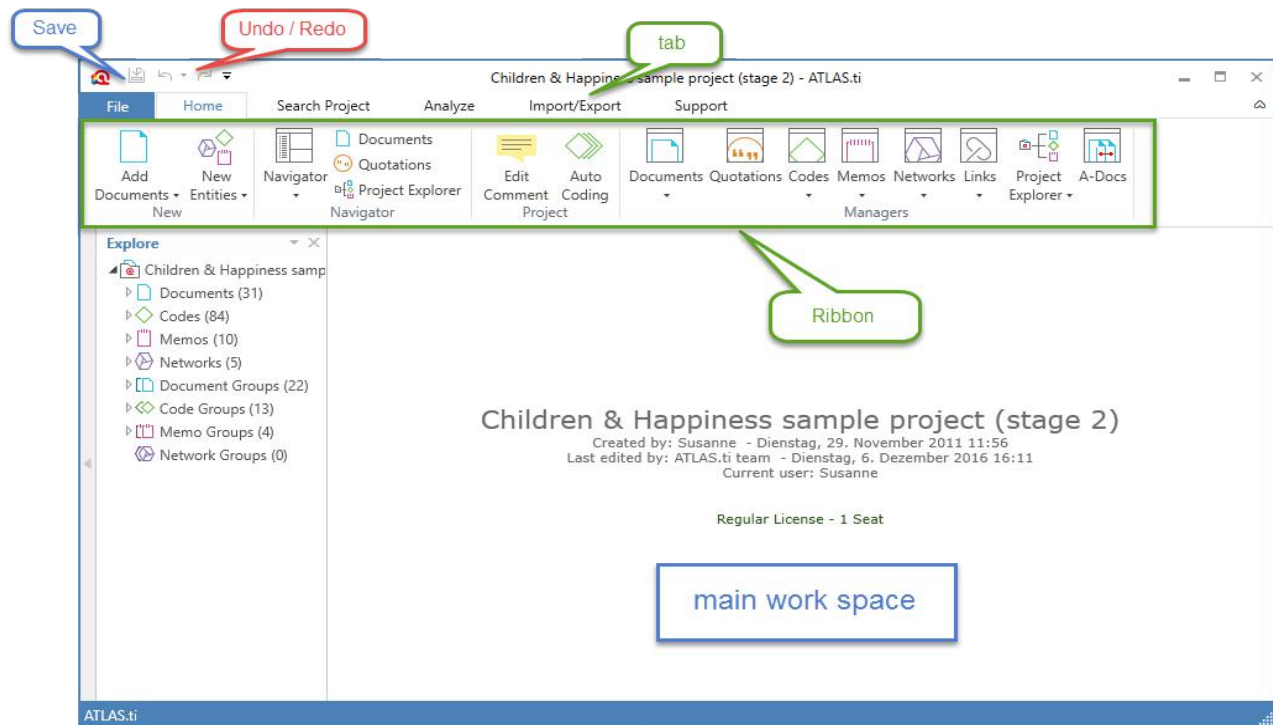 Save
Undo / Redo
tab
Children & Happiness sample project (stage 2) - ATLAS.ti
File Home Search Project Analyze Import/Export Support
Add Documents
New Entities
New
Navigator
Documents
Quotations
Project Explorer
Navigator
Edit Comment
Auto Coding
Project
Documents
Quotations
Codes
Memos
Networks
Links
Project Explorer
A-Docs
Managers
Ribbon
Explore
Children & Happiness samp
Documents (31)
Codes (84)
Memos (10)
Networks (5)
Document Groups (22)
Code Groups (13)
Memo Groups (4)
Network Groups (0)
Children & Happiness sample project (stage 2)
Created by: Susanne - Dienstag, 29. November 2011 11:56
Last edited by: ATLAS.ti team - Dienstag, 6. Dezember 2016 16:11
Current user: Susanne
Regular License - 1 Seat
main work space
ATLAS.ti